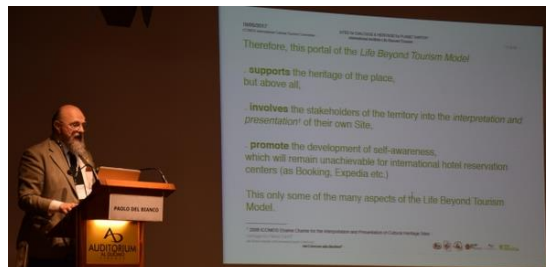 Therefore, this portal of the Life Beyond Tourism Model
. supports the heritage of the place,
but above all,
. involves the stakeholders of the territory into the interpretation and
presentation¹ of their own Site,
. promote the development of self-awareness,
which will remain unachievable for international hotel reservation
centers (as Booking, Expedia etc.)
This only some of the many aspects of the Life Beyond Tourism
Model.
PAOLO DEL BIANCO
AUDITORIUM
AL DUOMO